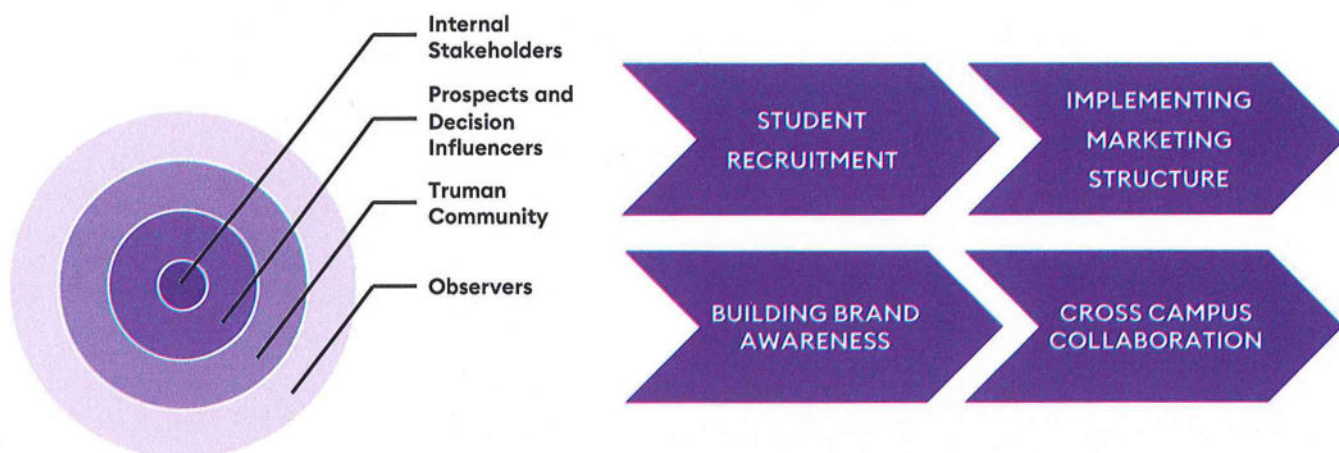 Internal
Stakeholders
Prospects and
Decision
Influencers
Truman
Community
Observers
STUDENT
RECRUITMENT
IMPLEMENTING
MARKETING
STRUCTURE
BUILDING BRAND
AWARENESS
CROSS CAMPUS
COLLABORATION